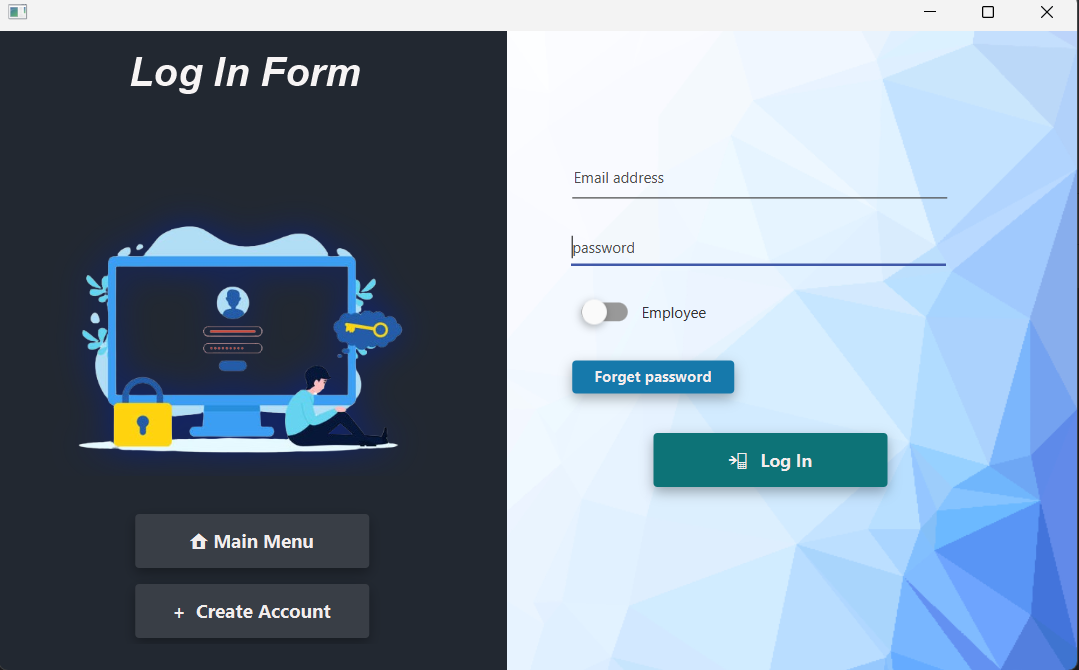 Log In Form
Email address
password
Employee
Forget password
Log In
Main Menu
+ Create Account